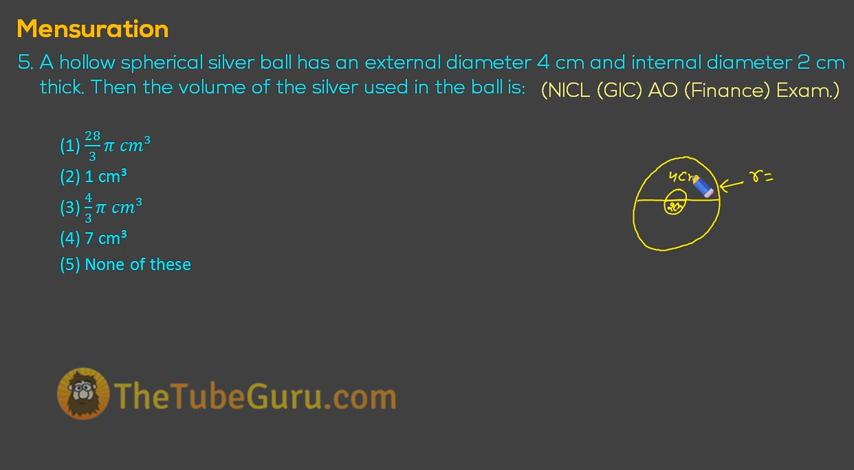 Mensuration
5. A hollow spherical silver ball has an external diameter 4 cm and internal diameter 2 cm
thick. Then the volume of the silver used in the ball is: (NICL (GIC) AO (Finance) Exam.)
(1) 28/3 π cm³
(2) 1 cm³
(3) 4/3 π cm³
(4) 7 cm³
(5) None of these
4cm
r=
TheTubeGuru.com